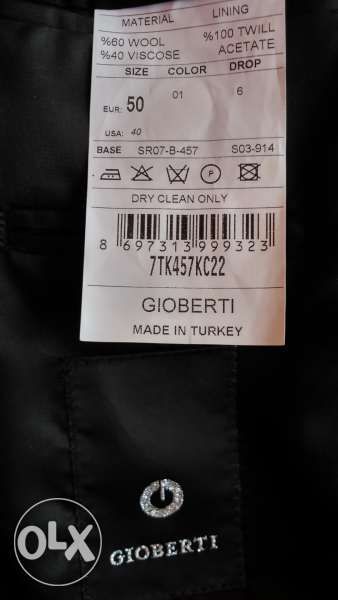 MATERIAL LINING
%60 WOOL %100 TWILL
%40 VISCOSE ACETATE
SIZE COLOR DROP
EUR: 50 01 6
USA: 40
BASE SR07-B-457 S03-914
P
DRY CLEAN ONLY
8 697313 999323
7TK457KC22
GIOBERTI
MADE IN TURKEY
GIOBERTI
OLX